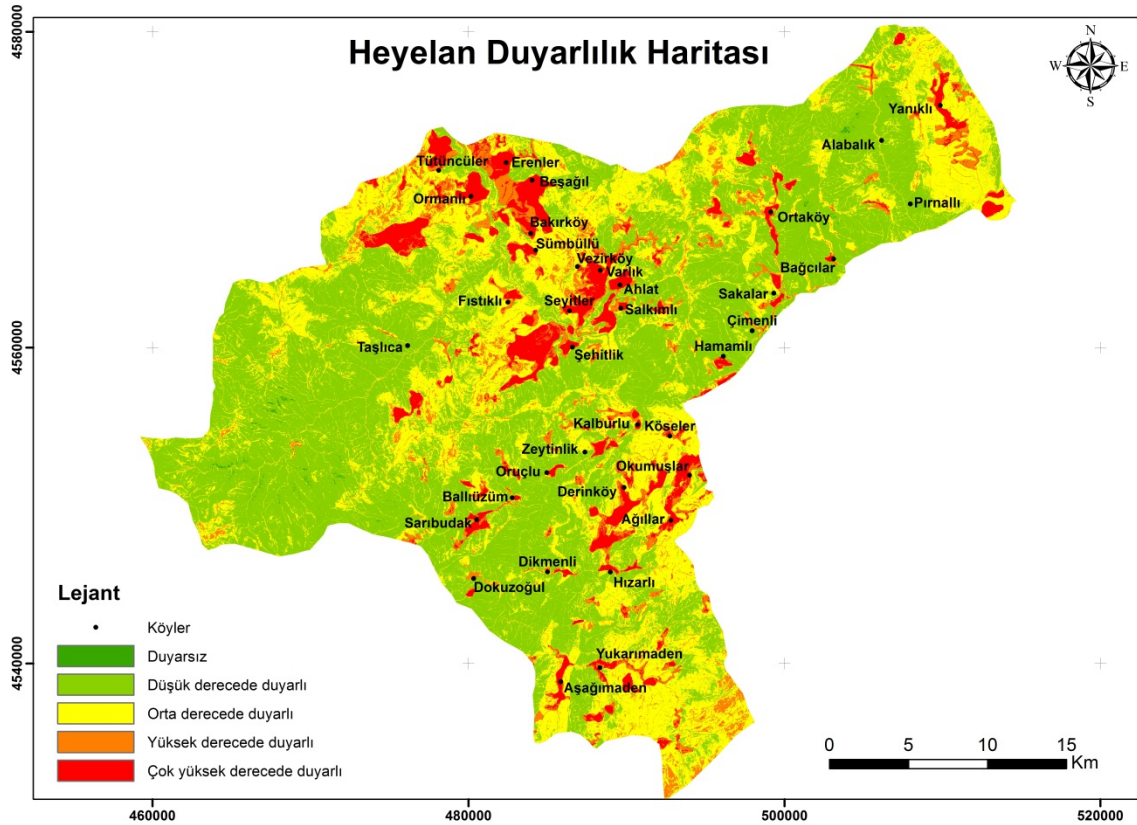 Heyelan Duyarlılık Haritası
N
W E
S
4580000
4560000
4540000
Yanıklı
Alabalık
Tütüncüler
Erenler
Beşağıl
Ormanlı
Pırnallı
Ortaköy
Bakırköy
Sümbüllü
Vezirköy
Varlık
Bağcılar
Ahlat
Sakalar
Fıstıklı
Seyitler
Salkımlı
Çimenli
Taşlıca
Şehitlik
Hamamlı
Kalburlu
Köseler
Zeytinlik
Oruçlu
Okumuşlar
Derinköy
Ballıüzüm
Sarıbudak
Ağıllar
Dikmenli
Dokuzoğul
Hızarlı
Yukarımaden
Aşağımaden
Lejant
Köyler
Duyarsız
Düşük derecede duyarlı
Orta derecede duyarlı
Yüksek derecede duyarlı
Çok yüksek derecede duyarlı
0 5 10 15
Km
460000 480000 500000 520000